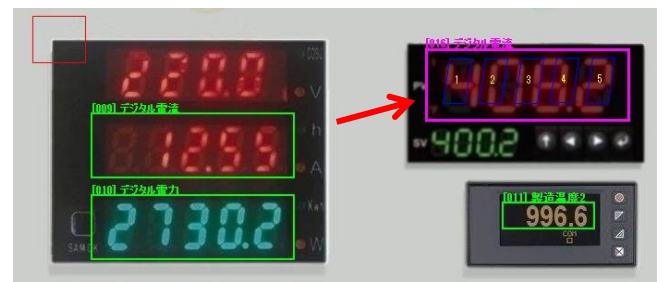 220.0
V
[009] デジタル電流
12.55
h
A
[010] デジタル電力
2730.2
W
[016] デジタル電流
1 2 3 4 5
400.2
SV 400.2
[011] 製造温度2
996.6
COM